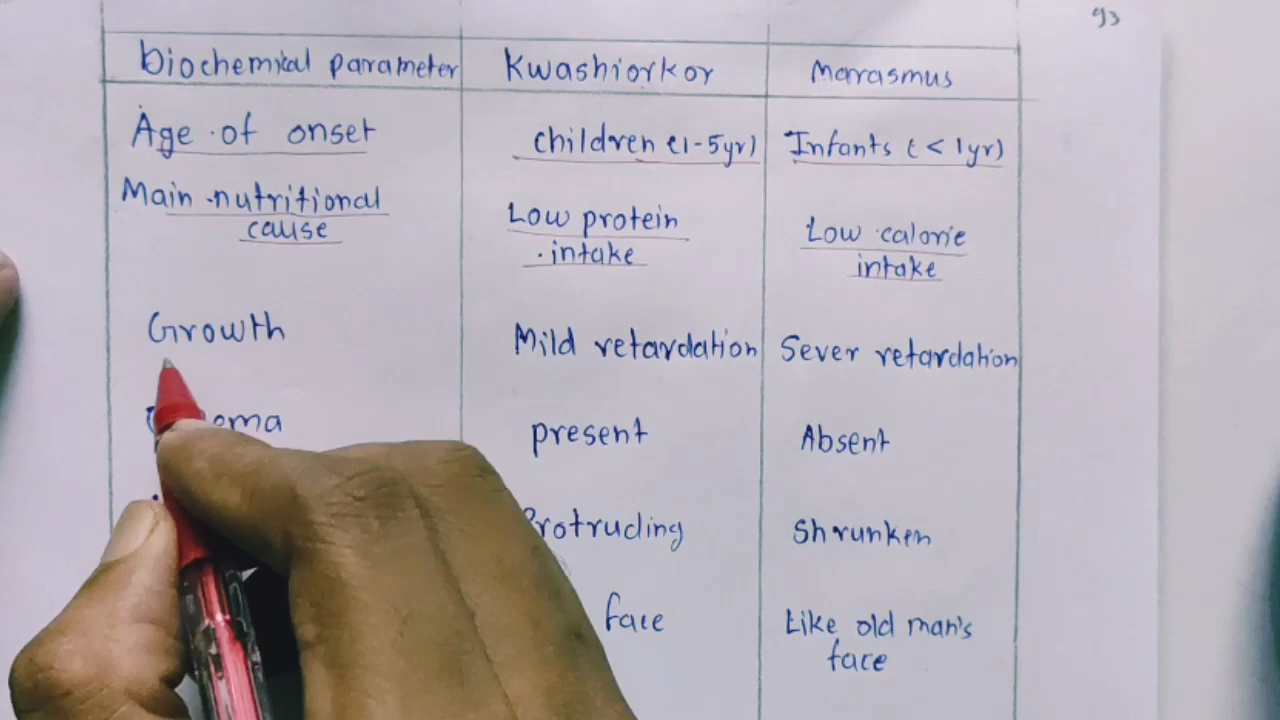 93
biochemical parameter Kwashiorkor Marasmus
Age of onset children (1-5yr) Infants (<1yr)
Main nutritional cause Low protein intake Low calorie intake
Growth Mild retardation Sever retardation
present Absent
Protruding Shrunken
face Like old man's face